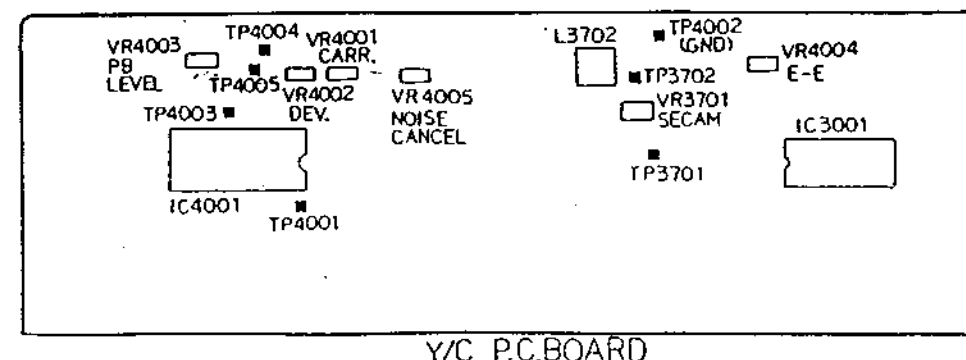 VR4003
PB
LEVEL
TP4004
TP4005
VR4001
CARR.
VR4002
DEV.
VR4005
NOISE
CANCEL
TP4003
IC4001
TP4001
L3702
TP4002
(GND)
TP3702
VR3701
SECAM
TP3701
VR4004
E-E
IC3001
Y/C P.C.BOARD